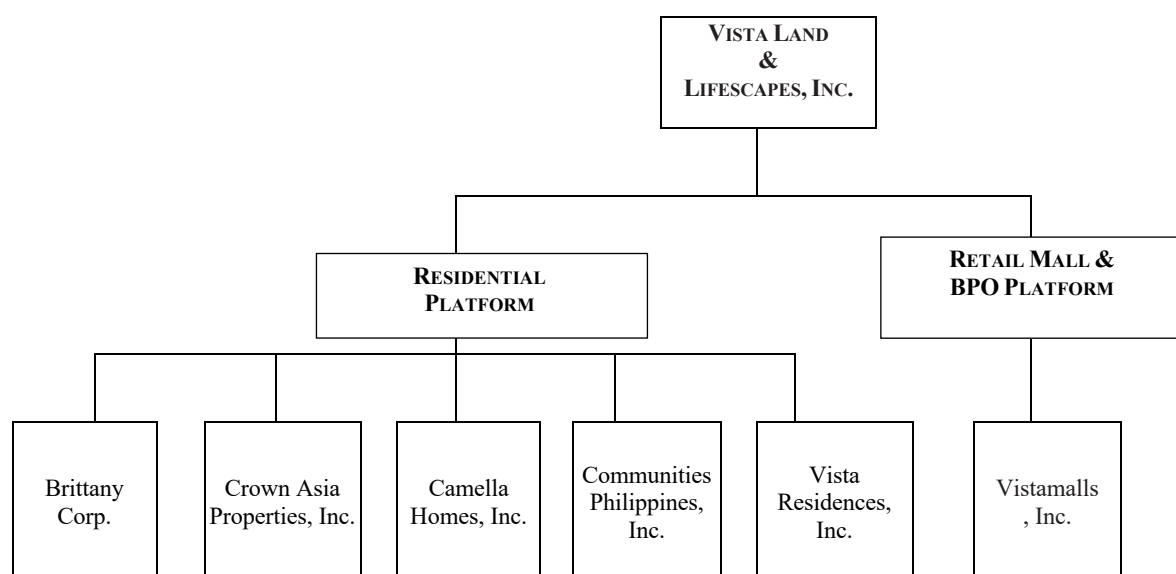 VISTA LAND
&
LIFESCAPES, INC.
RESIDENTIAL
PLATFORM
RETAIL MALL &
BPO PLATFORM
Brittany
Corp.
Crown Asia
Properties, Inc.
Camella
Homes, Inc.
Communities
Philippines,
Inc.
Vista
Residences,
Inc.
Vistamalls
, Inc.